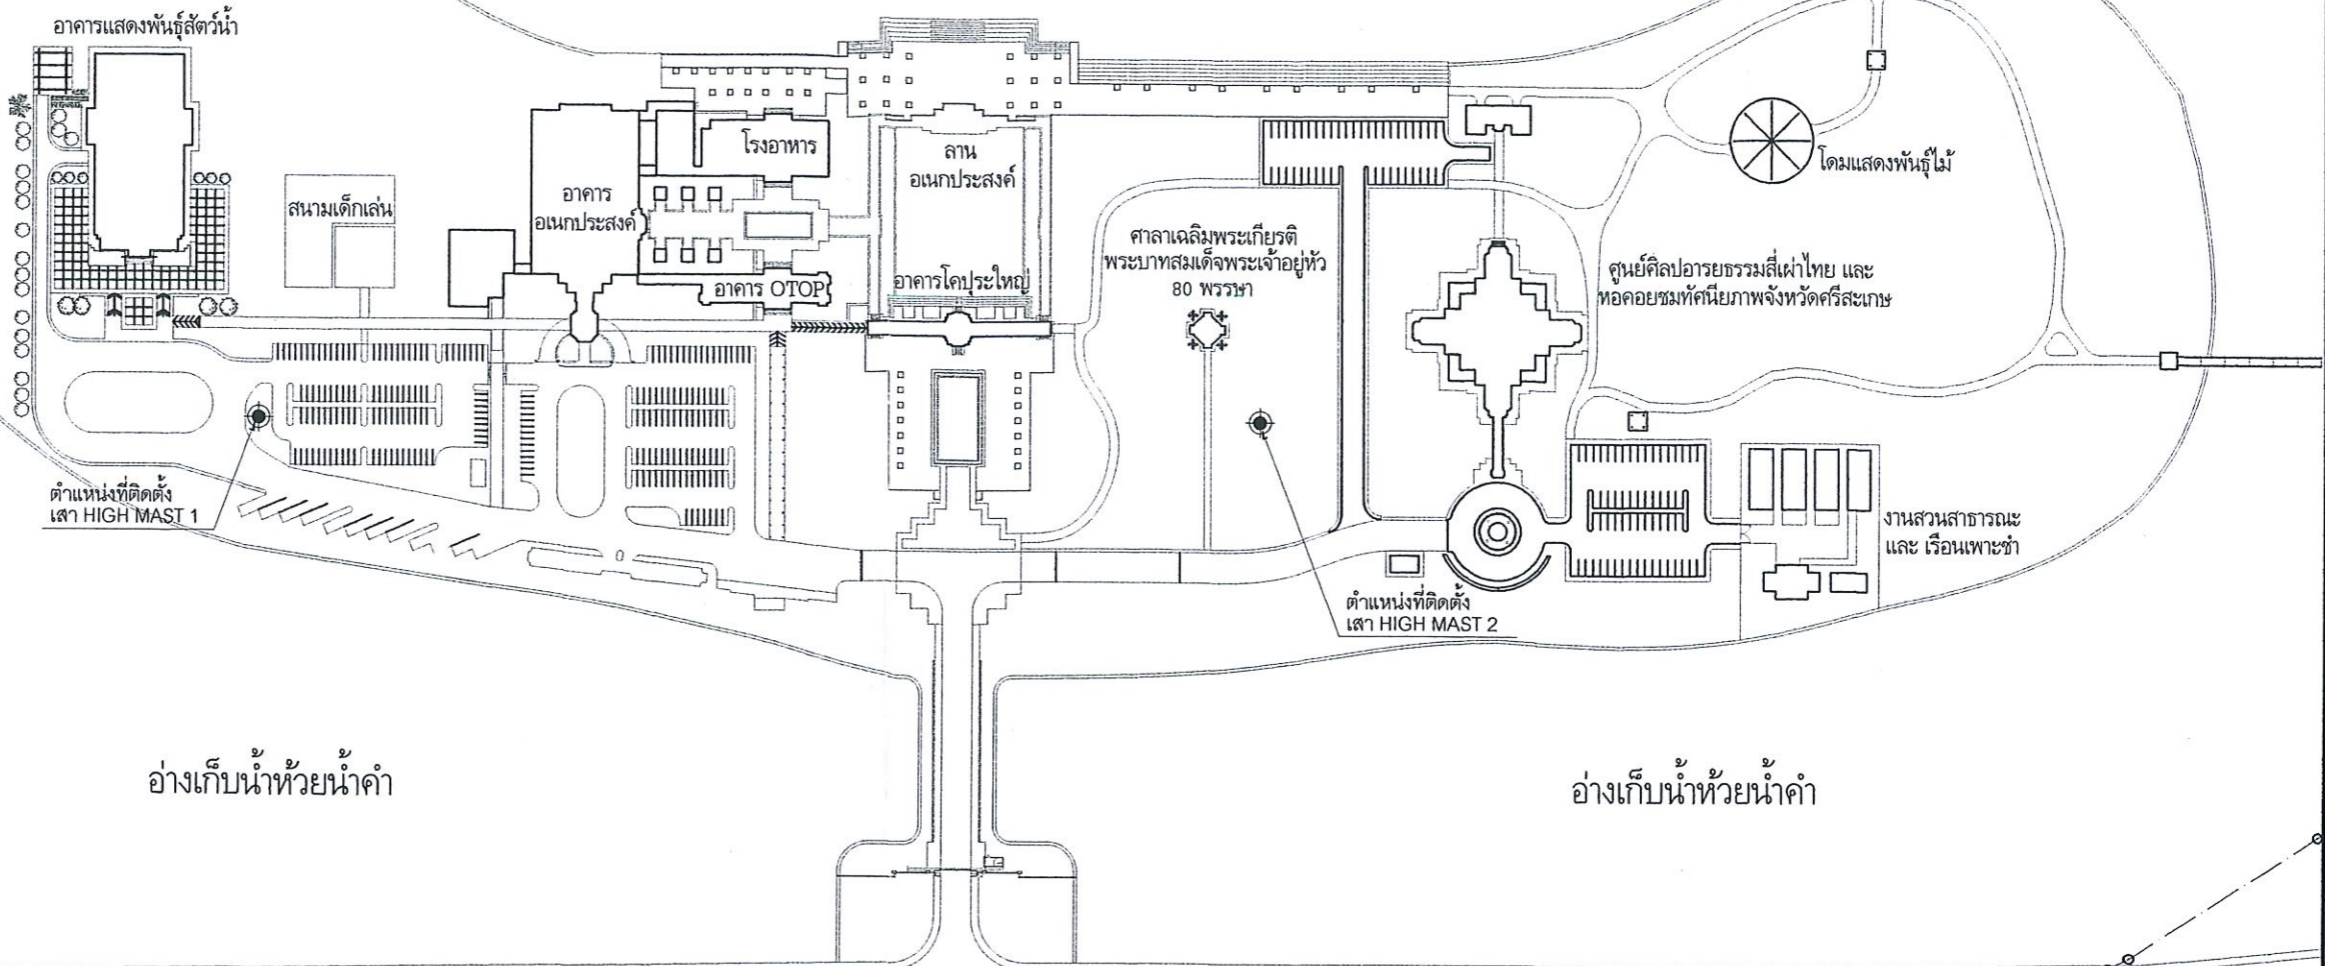 อาคารแสดงพันธุ์สัตว์น้ำ
สนามเด็กเล่น
อาคาร
อเนกประสงค์
โรงอาหาร
อาคาร OTOP
ลาน
อเนกประสงค์
อาคารโคปุระใหญ่
ศาลาเฉลิมพระเกียรติ
พระบาทสมเด็จพระเจ้าอยู่หัว
80 พรรษา
โดมแสดงพันธุ์ไม้
ศูนย์ศิลปอารยธรรมสี่เผ่าไทย และ
หอคอยชมทัศนียภาพจังหวัดศรีสะเกษ
ตำแหน่งที่ติดตั้ง
เสา HIGH MAST 1
ตำแหน่งที่ติดตั้ง
เสา HIGH MAST 2
งานสวนสาธารณะ
และ เรือนเพาะชำ
อ่างเก็บน้ำห้วยน้ำคำ
อ่างเก็บน้ำห้วยน้ำคำ